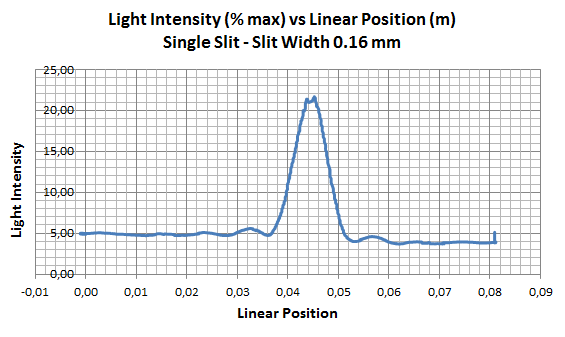 Light Intensity (% max) vs Linear Position (m)
Single Slit - Slit Width 0.16 mm
25,00
20,00
15,00
10,00
5,00
0,00
Light Intensity
-0,01 0,00 0,01 0,02 0,03 0,04 0,05 0,06 0,07 0,08 0,09
Linear Position